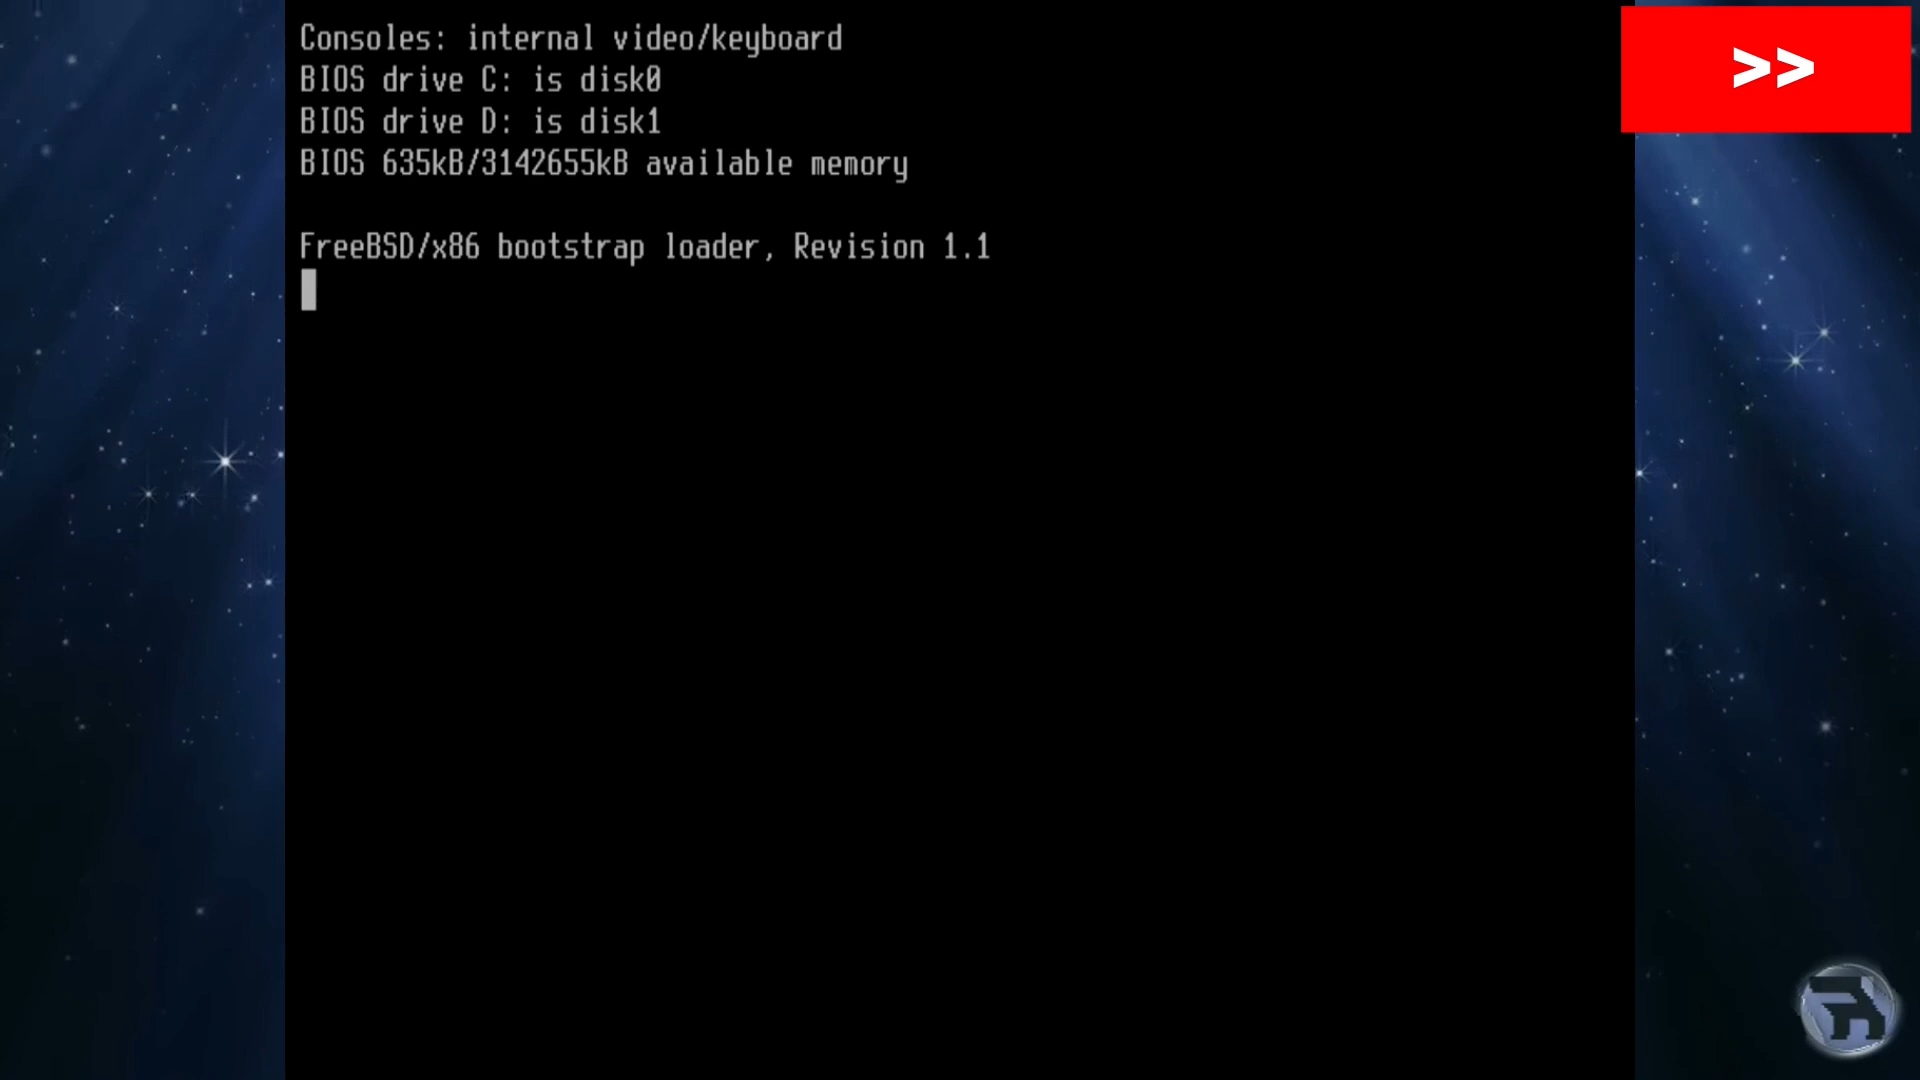 Consoles: internal video/keyboard
BIOS drive C: is disk0
BIOS drive D: is disk1
BIOS 635kB/3142655kB available memory
FreeBSD/x86 bootstrap loader, Revision 1.1
>>